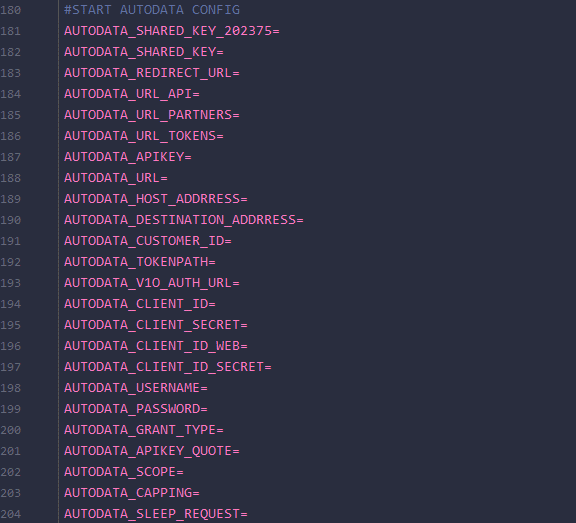 180 #START AUTODATA CONFIG
181 AUTODATA_SHARED_KEY_202375=
182 AUTODATA_SHARED_KEY=
183 AUTODATA_REDIRECT_URL=
184 AUTODATA_URL_API=
185 AUTODATA_URL_PARTNERS=
186 AUTODATA_URL_TOKENS=
187 AUTODATA_APIKEY=
188 AUTODATA_URL=
189 AUTODATA_HOST_ADDRRESS=
190 AUTODATA_DESTINATION_ADDRRESS=
191 AUTODATA_CUSTOMER_ID=
192 AUTODATA_TOKENPATH=
193 AUTODATA_V1O_AUTH_URL=
194 AUTODATA_CLIENT_ID=
195 AUTODATA_CLIENT_SECRET=
196 AUTODATA_CLIENT_ID_WEB=
197 AUTODATA_CLIENT_ID_SECRET=
198 AUTODATA_USERNAME=
199 AUTODATA_PASSWORD=
200 AUTODATA_GRANT_TYPE=
201 AUTODATA_APIKEY_QUOTE=
202 AUTODATA_SCOPE=
203 AUTODATA_CAPPING=
204 AUTODATA_SLEEP_REQUEST=